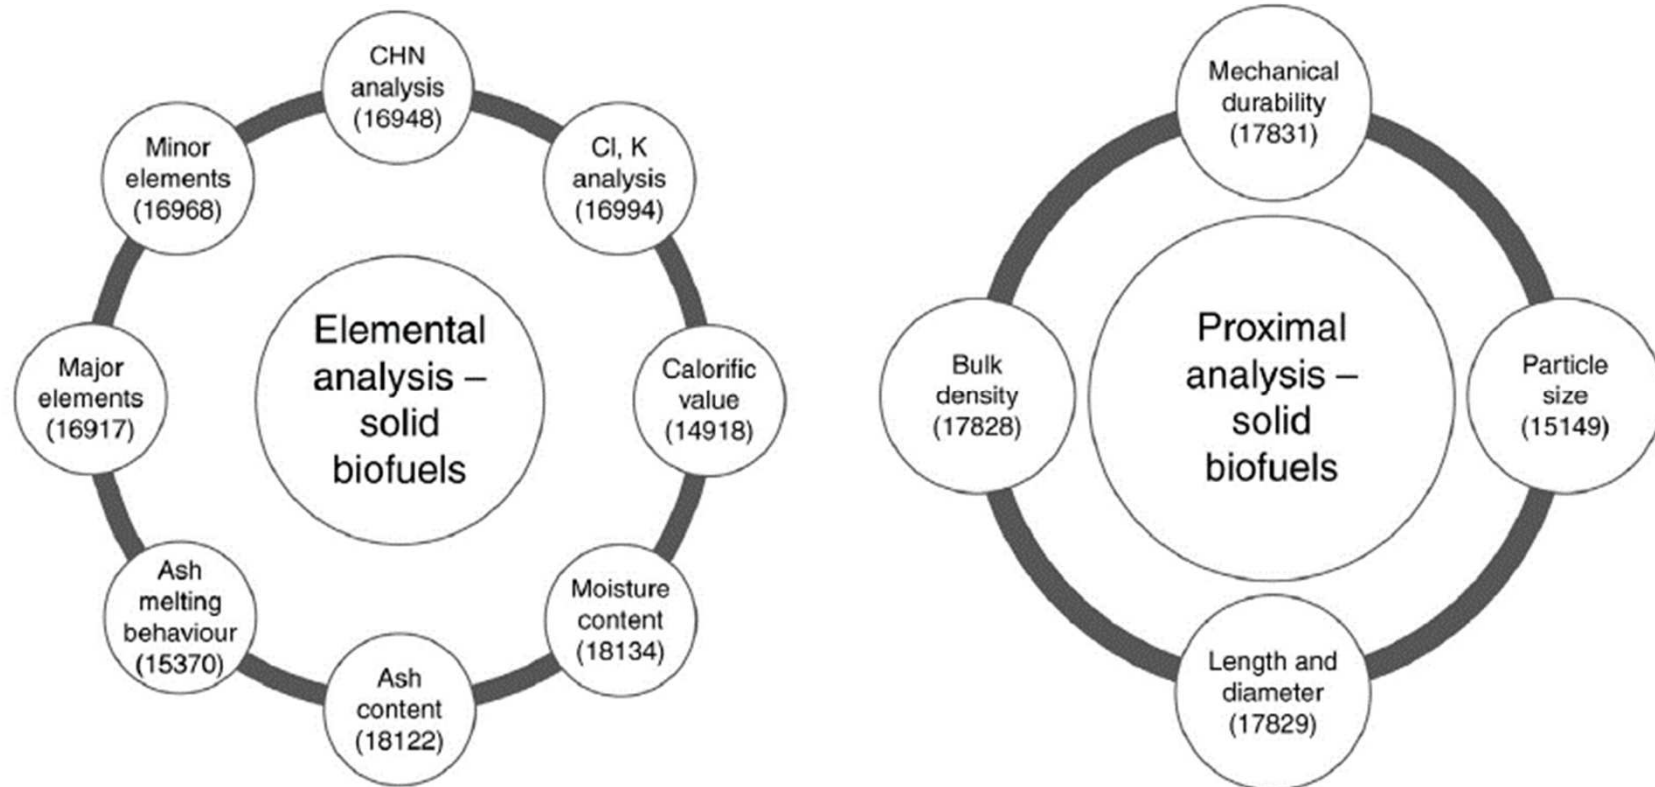 CHN
analysis
(16948)
Cl, K
analysis
(16994)
Calorific
value
(14918)
Moisture
content
(18134)
Ash
content
(18122)
Ash
melting
behaviour
(15370)
Major
elements
(16917)
Minor
elements
(16968)
Elemental
analysis –
solid
biofuels
Mechanical
durability
(17831)
Particle
size
(15149)
Length and
diameter
(17829)
Bulk
density
(17828)
Proximal
analysis –
solid
biofuels